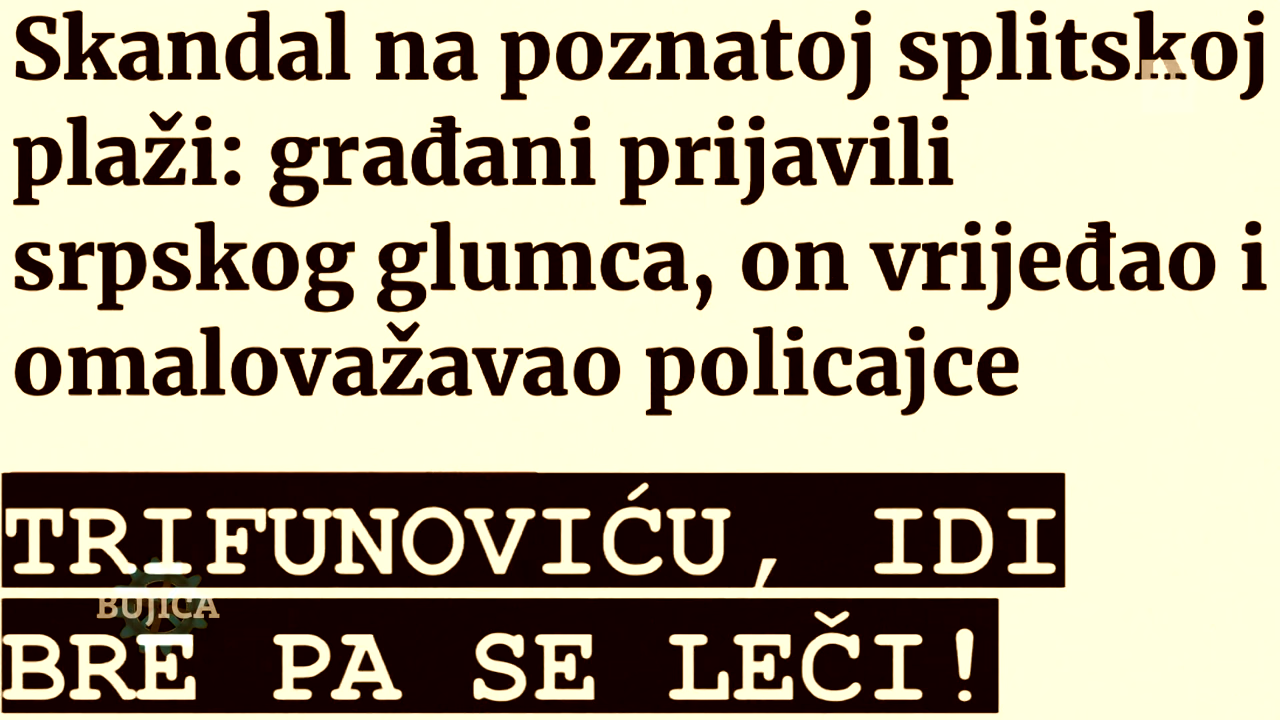 Skandal na poznatoj splitskoj
plaži: građani prijavili
srpskog glumca, on vrijeđao i
omalovažavao policajce
TRIFUNOVIĆU, IDI
BUJICA
BRE PA SE LEČI!